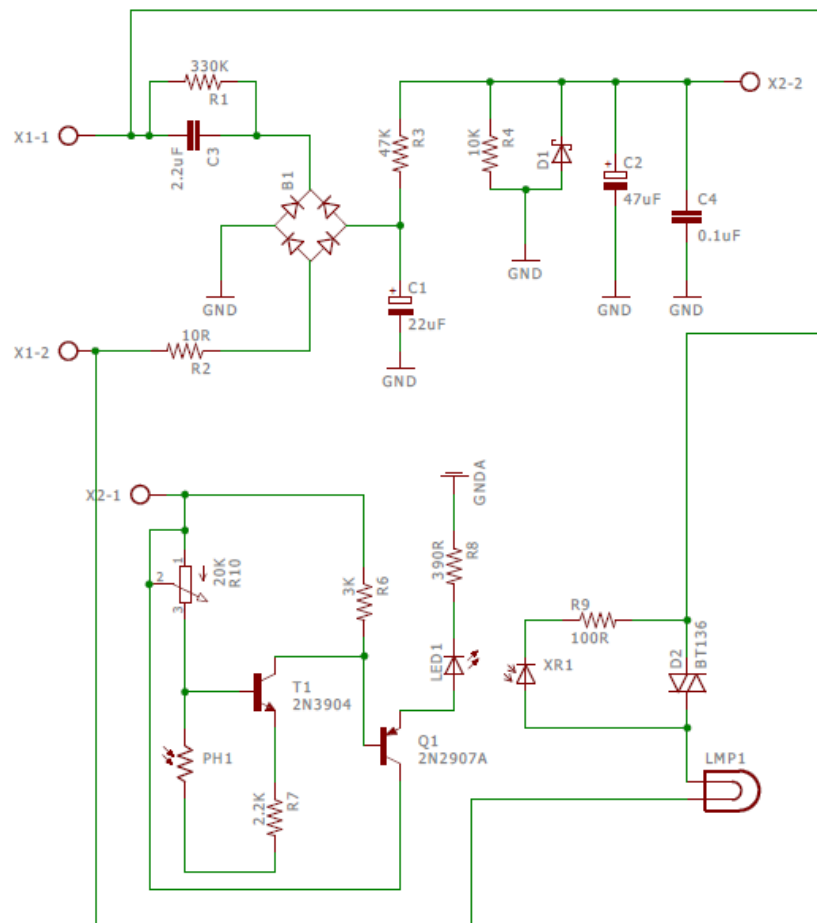 330K
R1
X1-1
2.2uF
C3
B1
GND
X1-2
10R
R2
47K
R3
+
C1
22uF
GND
10K
R4
D1
GND
+
C2
47uF
GND
C4
0.1uF
GND
X2-2
X2-1
1
2
3
20K
R10
3K
R6
GNDA
390R
R8
LED1
T1
2N3904
Q1
2N2907A
PH1
2.2K
R7
R9
100R
XR1
D2
BT136
LMP1